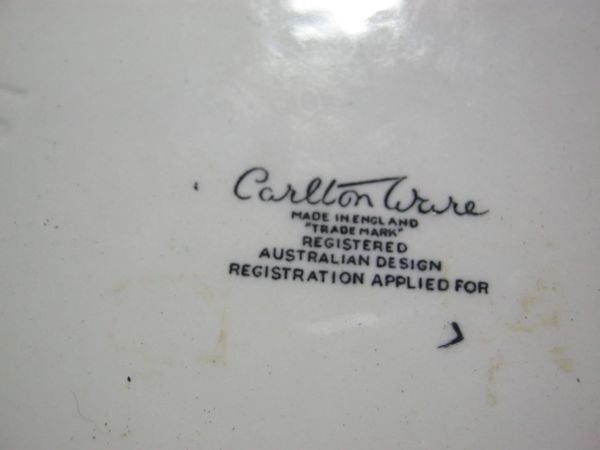 Carlton Ware
MADE IN ENGLAND
"TRADE MARK"
REGISTERED
AUSTRALIAN DESIGN
REGISTRATION APPLIED FOR